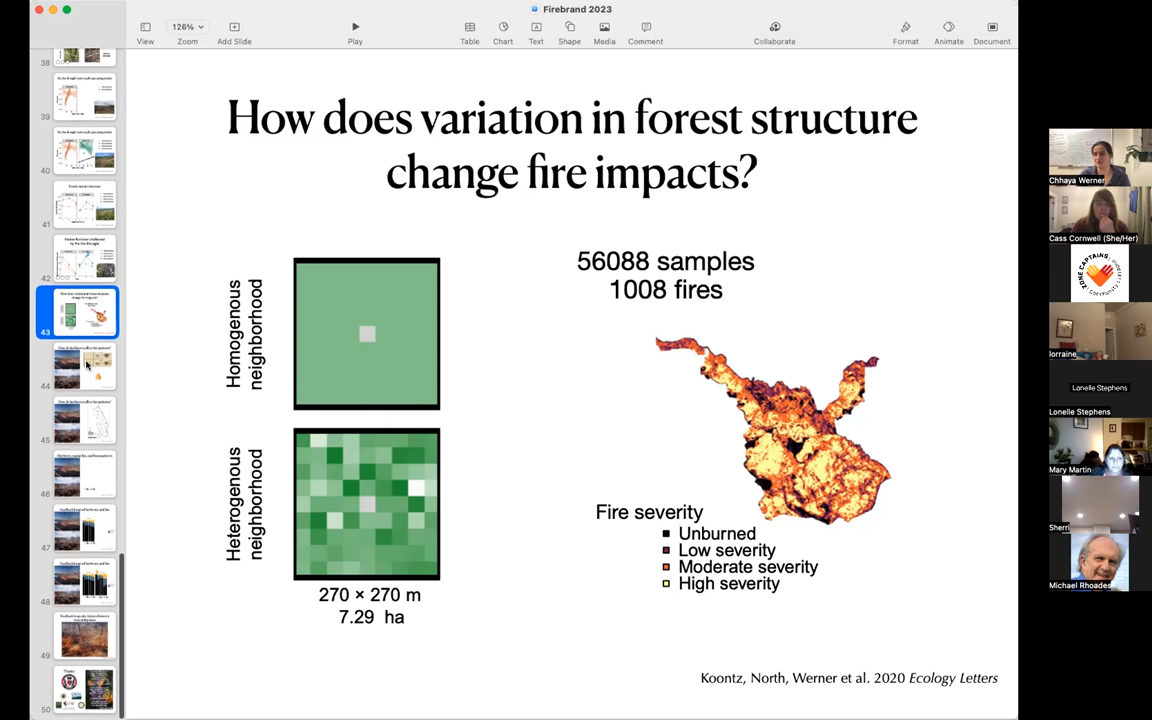 Firebrand 2023
View
126%
Zoom
Add Slide
Play
Table
Chart
Text
Shape
Media
Comment
Collaborate
Format
Animate
Document
38
39
40
41
42
43
44
45
46
47
48
49
50
How does variation in forest structure
change fire impacts?
Homogenous
neighborhood
Heterogenous
neighborhood
270 × 270 m
7.29 ha
56088 samples
1008 fires
Fire severity
Unburned
Low severity
Moderate severity
High severity
Koontz, North, Werner et al. 2020 Ecology Letters
Chhaya Werner
Cass Cornwell (She/Her)
ZONE CAPTAINS:
lorraine
Lonelle Stephens
Lonelle Stephens
Mary Martin
Sherri
Michael Rhoades